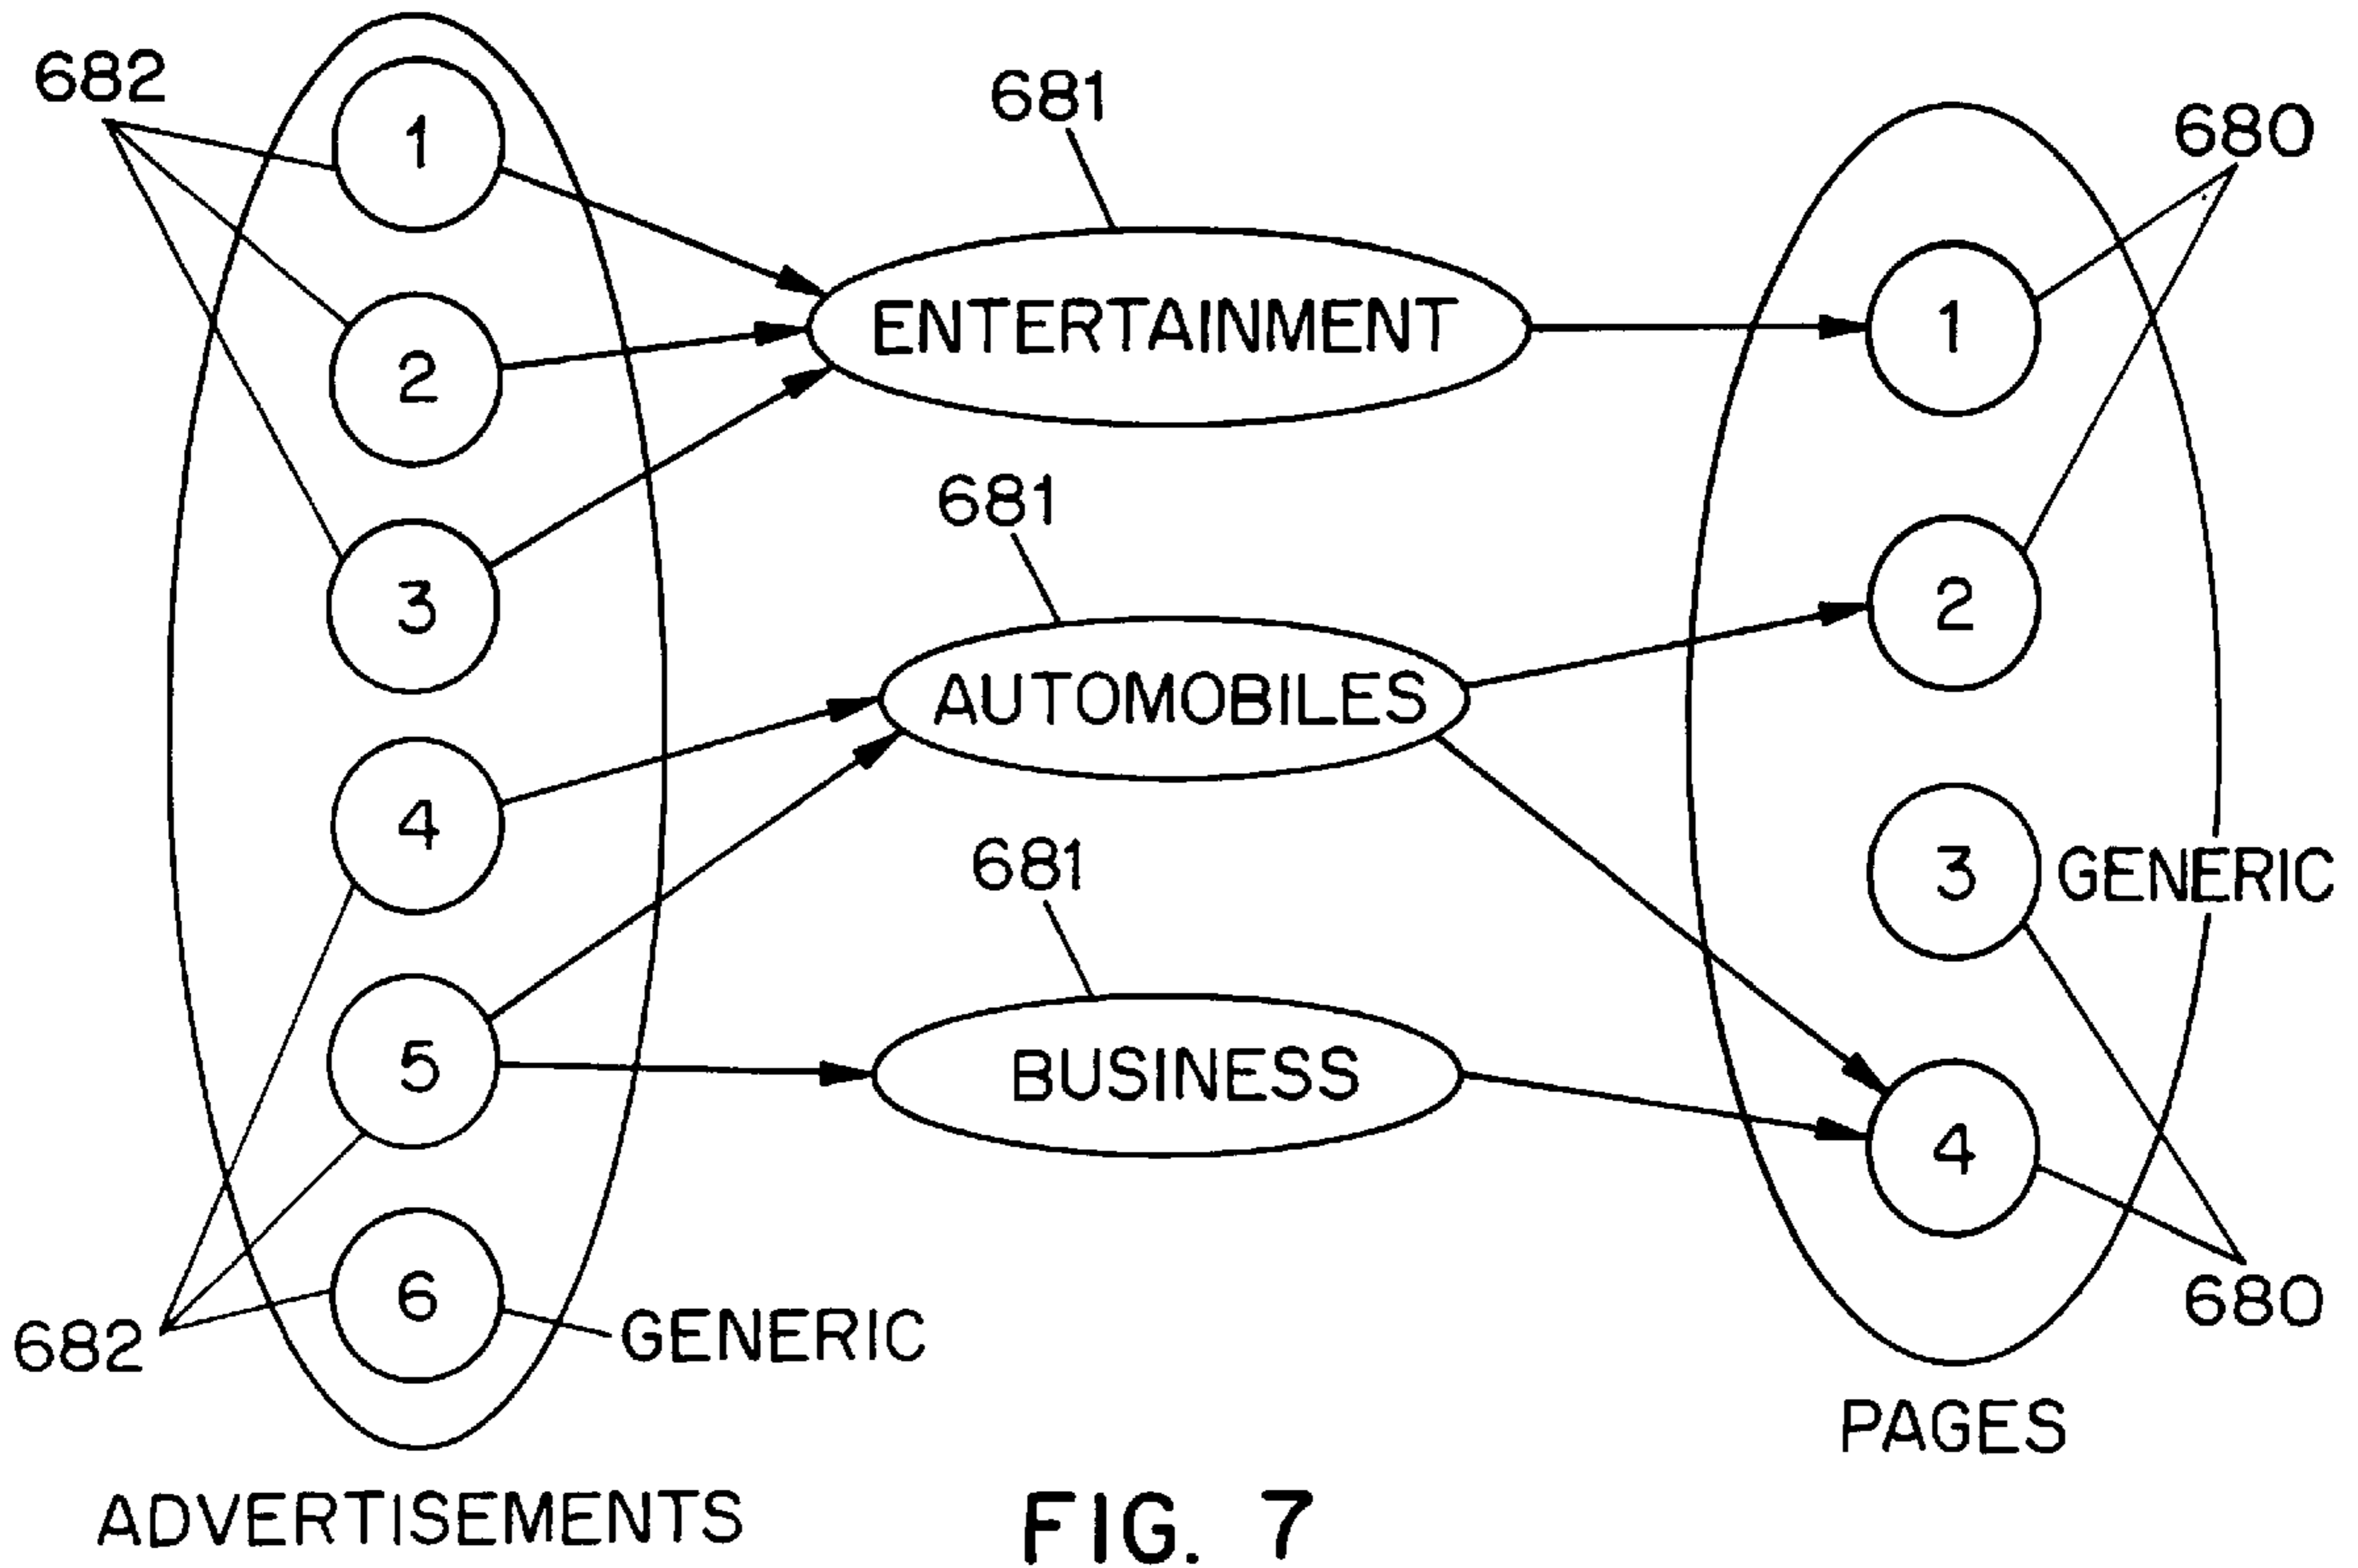 682
1
681
680
ENTERTAINMENT
1
2
681
3
2
AUTOMOBILES
4
681
3 GENERIC
5
BUSINESS
4
6
GENERIC
682
680
PAGES
ADVERTISEMENTS
FIG. 7